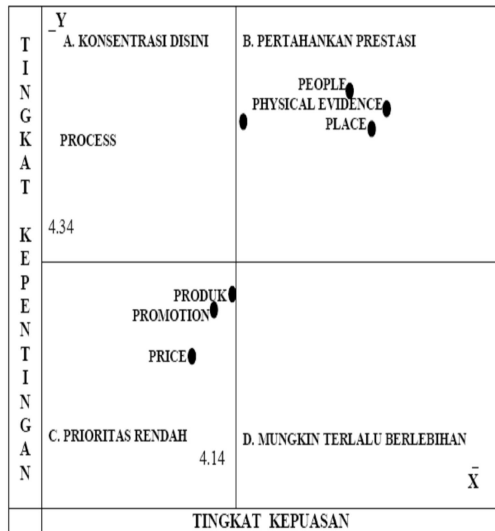 TINGKAT KEPENTINGAN
_Y
A. KONSENTRASI DISINI
B. PERTAHANKAN PRESTASI
PEOPLE
PHYSICAL EVIDENCE
PLACE
PROCESS
4.34
PRODUK
PROMOTION
PRICE
C. PRIORITAS RENDAH
D. MUNGKIN TERLALU BERLEBIHAN
4.14
X̄
TINGKAT KEPUASAN